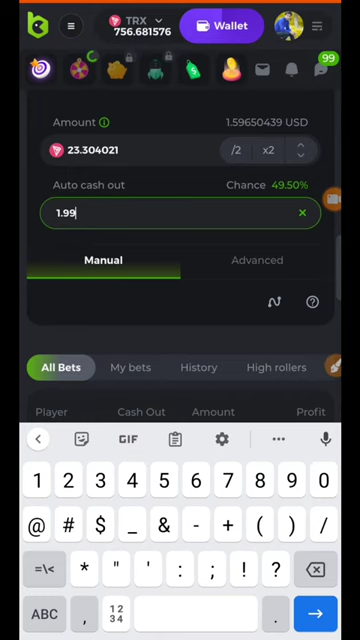 TRX
756.681576
Wallet
99
Amount
1.59650439 USD
23.304021
/2
x2
Auto cash out
Chance 49.50%
1.99
Manual
Advanced
All Bets
My bets
History
High rollers
Player
Cash Out
Amount
Profit
GIF
1 2 3 4 5 6 7 8 9 0
@ # $ _ & - + ( ) /
=\< * " ' : ; ! ?
ABC , 12 34 .